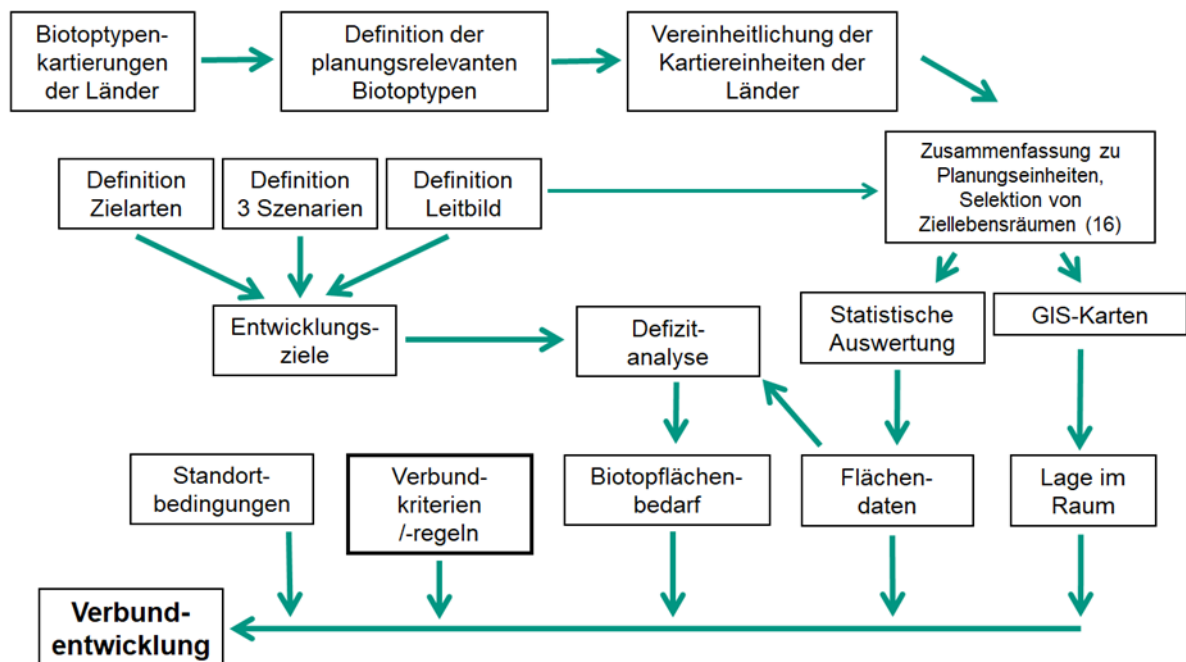 Biotoptypen-
kartierungen
der Länder
Definition der
planungsrelevanten
Biotoptypen
Vereinheitlichung der
Kartiereinheiten der
Länder
Definition
Zielarten
Definition
3 Szenarien
Definition
Leitbild
Zusammenfassung zu
Planungseinheiten,
Selektion von
Ziellebensräumen (16)
Entwicklungs-
ziele
Defizit-
analyse
Statistische
Auswertung
GIS-Karten
Standort-
bedingungen
Verbund-
kriterien
/-regeln
Biotopflächen-
bedarf
Flächen-
daten
Lage im
Raum
Verbund-
entwicklung